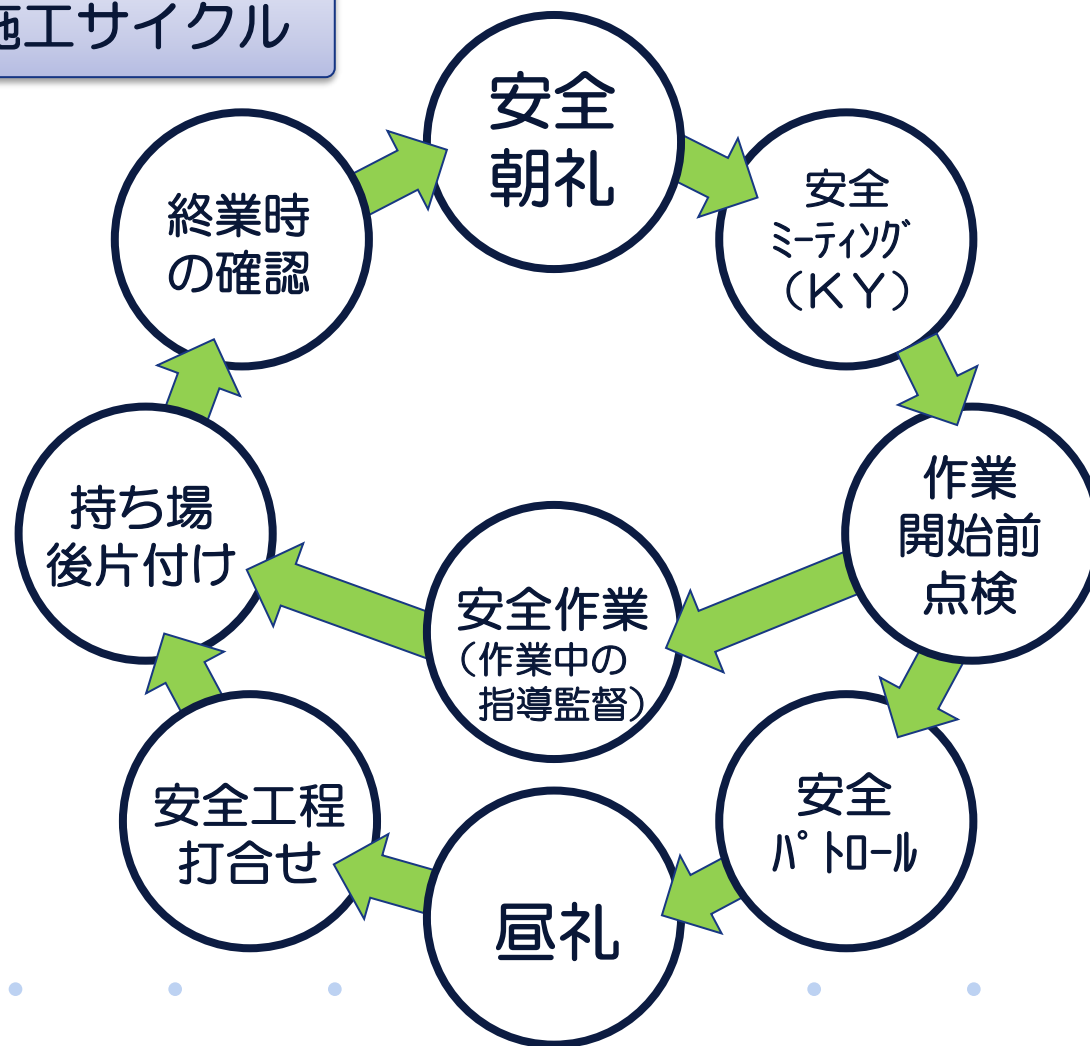 施工サイクル
安全
朝礼
安全
ﾐｰﾃｨﾝｸﾞ
（ＫＹ）
作業
開始前
点検
安全作業
（作業中の
指導監督）
安全
ﾊﾟﾄﾛｰﾙ
昼礼
安全工程
打合せ
持ち場
後片付け
終業時
の確認